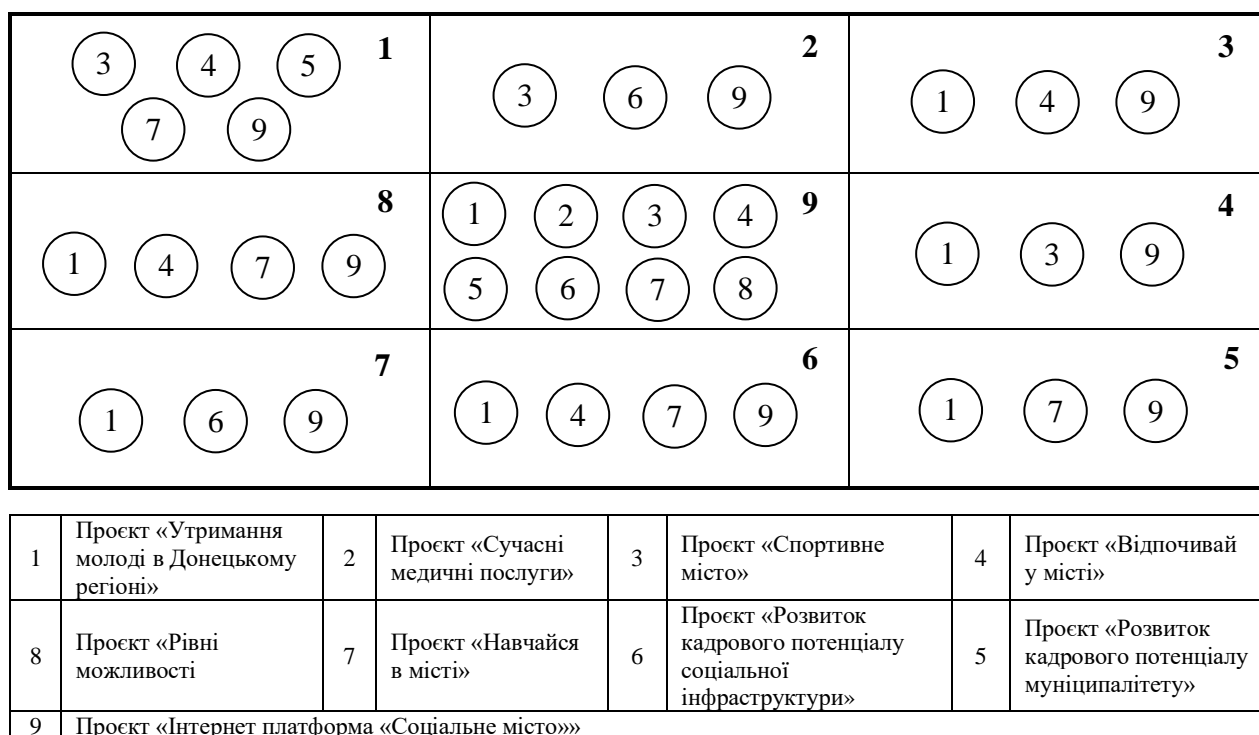 1
3 4 5
7 9
2
3 6 9
3
1 4 9
8
1 4 7 9
9
1 2 3 4
5 6 7 8
4
1 3 9
7
1 6 9
6
1 4 7 9
5
1 7 9
1
Проєкт «Утримання
молоді в Донецькому
регіоні»
2
Проєкт «Сучасні
медичні послуги»
3
Проєкт «Спортивне
місто»
4
Проєкт «Відпочивай
у місті»
8
Проєкт «Рівні
можливості
7
Проєкт «Навчайся
в місті»
6
Проєкт «Розвиток
кадрового потенціалу
соціальної
інфраструктури»
5
Проєкт «Розвиток
кадрового потенціалу
муніципалітету»
9
Проєкт «Інтернет платформа «Соціальне місто»»